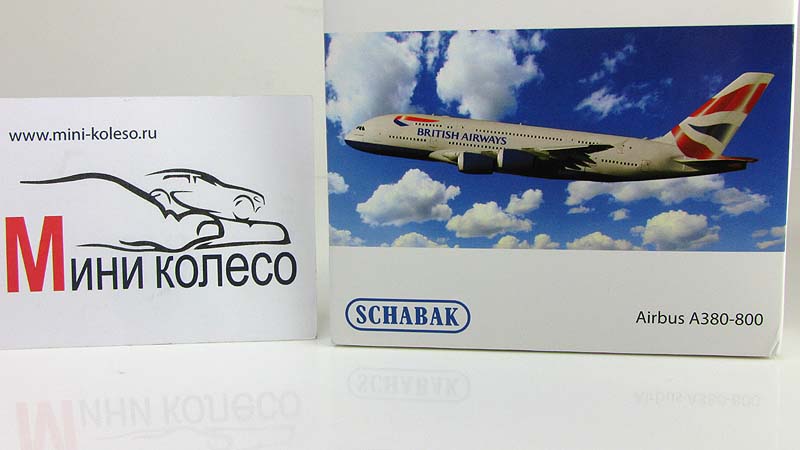 www.mini-koleso.ru
Мини колесо
BRITISH AIRWAYS
SCHABAK
Airbus A380-800